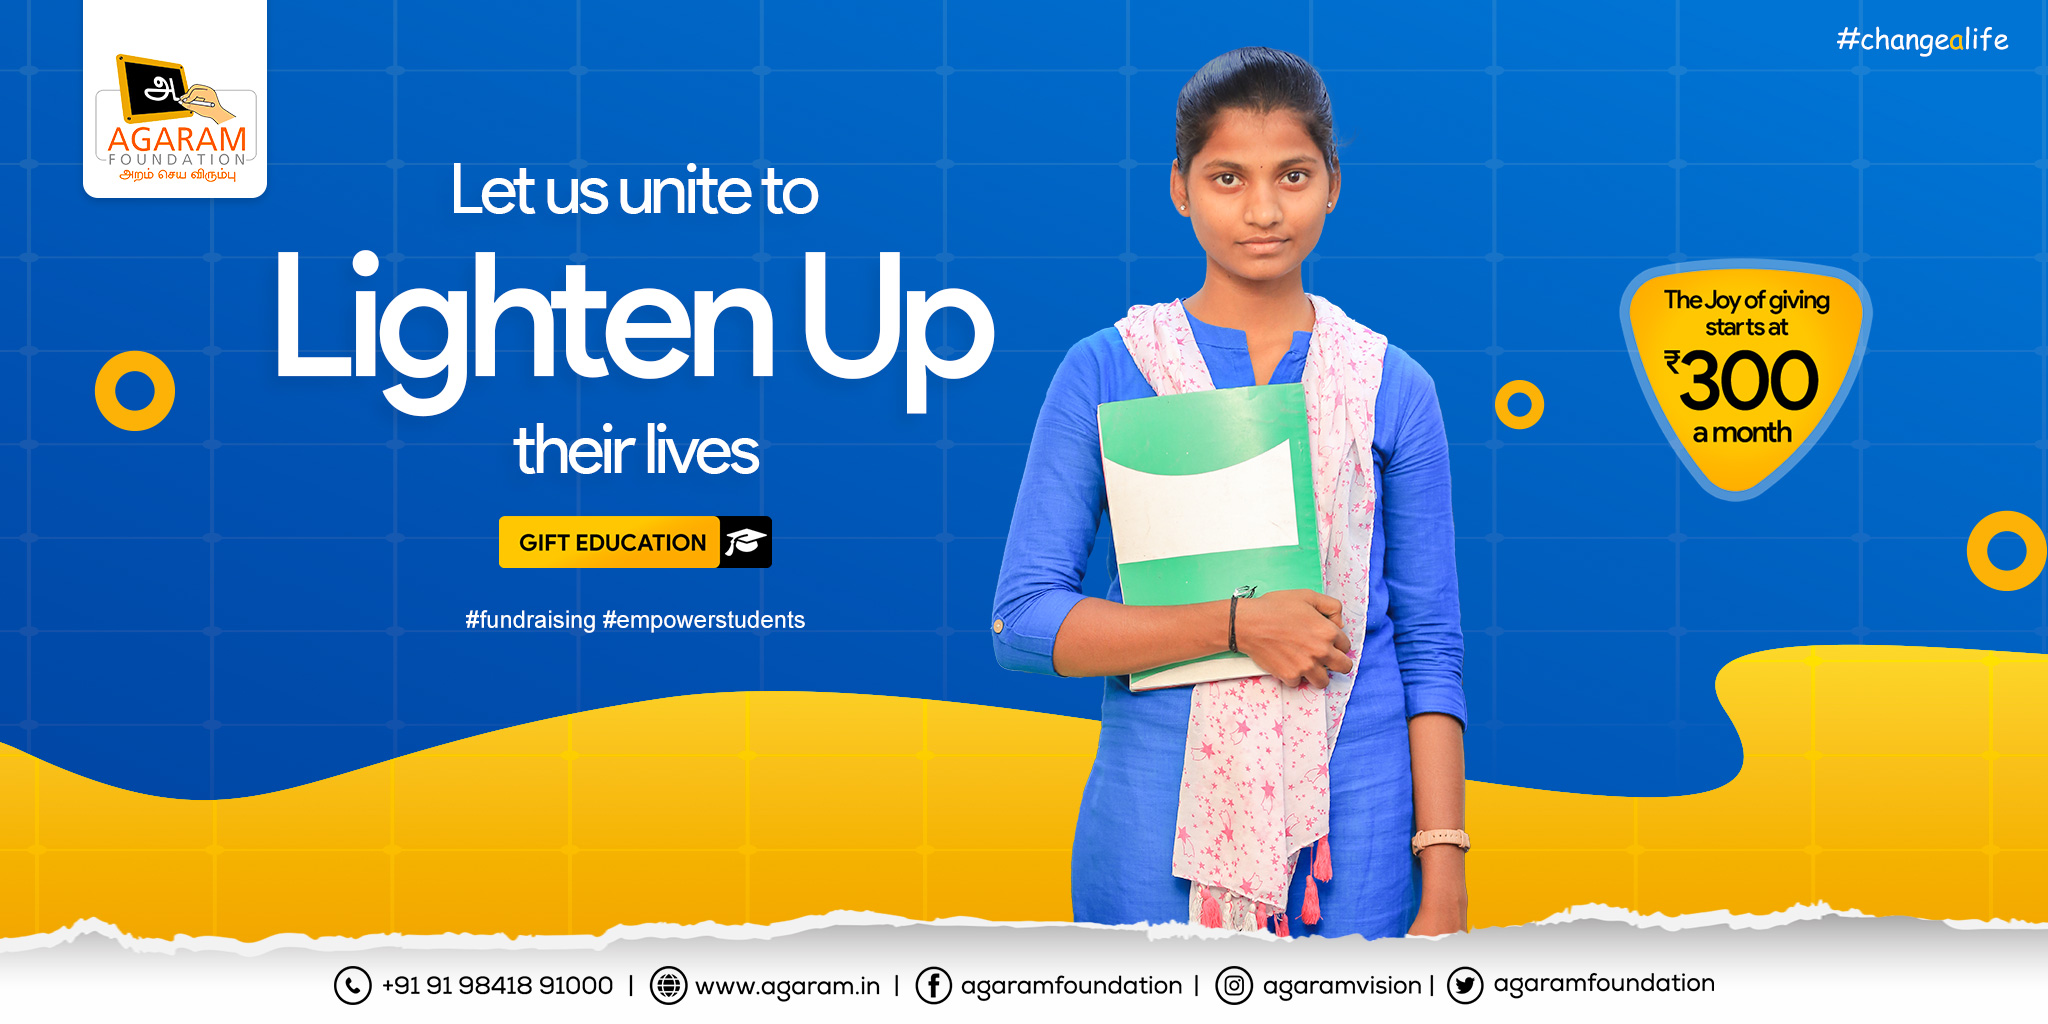 அ
AGARAM
FOUNDATION
அறம் செய விரும்பு
#changealife
Let us unite to
Lighten Up
their lives
GIFT EDUCATION
#fundraising #empowerstudents
The Joy of giving
starts at
₹300
a month
+91 91 98418 91000 | www.agaram.in | agaramfoundation | agaramvision | agaramfoundation